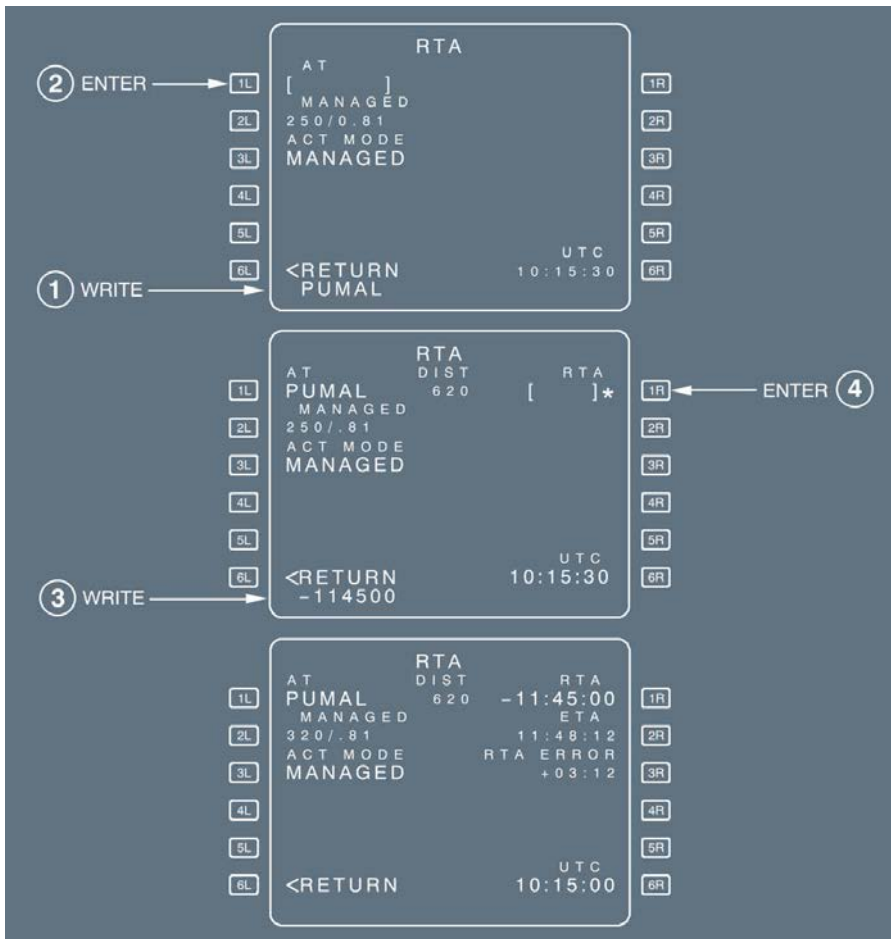 RTA
AT
② ENTER 1L [ ] 1R
MANAGED
2L 250/0.81 2R
ACT MODE
3L MANAGED 3R
4L 4R
5L 5R
UTC
6L <RETURN 10:15:30 6R
① WRITE PUMAL
RTA
AT DIST RTA
1L PUMAL 620 [ ]* 1R ENTER ④
MANAGED
2L 250/.81 2R
ACT MODE
3L MANAGED 3R
4L 4R
5L 5R
UTC
6L <RETURN 10:15:30 6R
③ WRITE -114500
RTA
AT DIST RTA
1L PUMAL 620 -11:45:00 1R
MANAGED ETA
2L 320/.81 11:48:12 2R
ACT MODE RTA ERROR
3L MANAGED +03:12 3R
4L 4R
5L 5R
UTC
6L <RETURN 10:15:00 6R